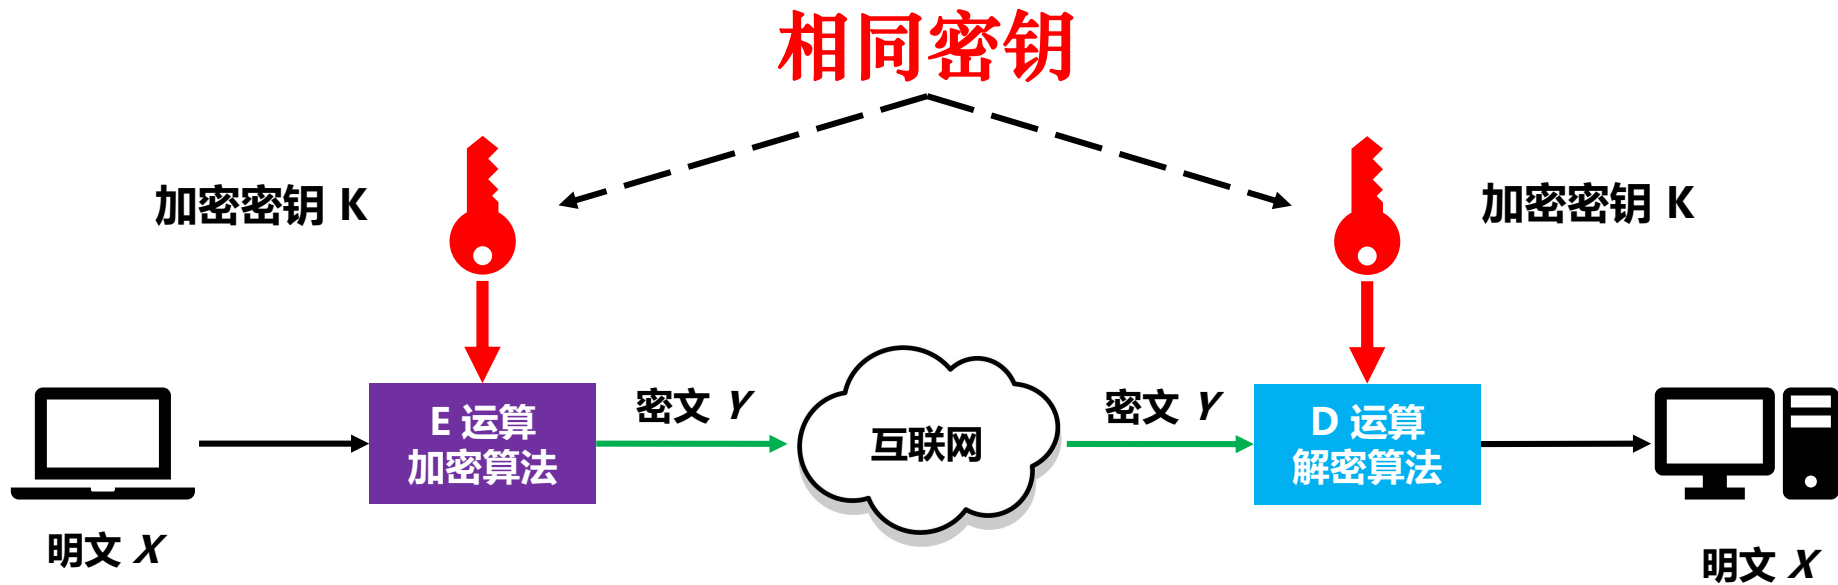 相同密钥
加密密钥 K
加密密钥 K
E 运算
加密算法
密文 Y
互联网
密文 Y
D 运算
解密算法
明文 X
明文 X